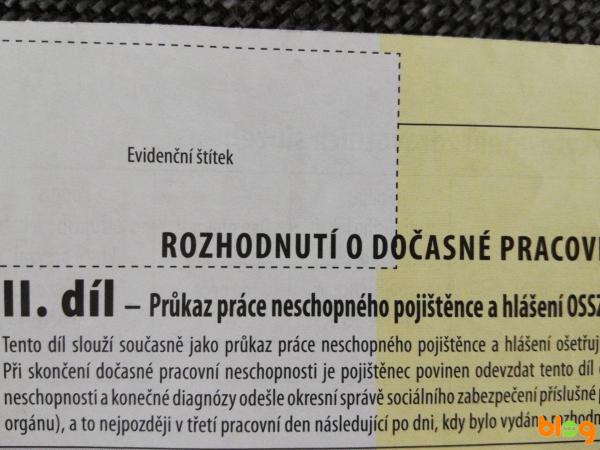 Evidenční štítek
ROZHODNUTÍ O DOČASNÉ PRACOV
II. díl – Průkaz práce neschopného pojištěnce a hlášení OSSZ
Tento díl slouží současně jako průkaz práce neschopného pojištěnce a hlášení ošetřuj
Při skončení dočasné pracovní neschopnosti je pojištěnec povinen odevzdat tento díl
neschopnosti a konečné diagnózy odešle okresní správě sociálního zabezpečení příslušné
orgánu), a to nejpozději v třetí pracovní den následující po dni, kdy bylo vydáno rozhodn
blog